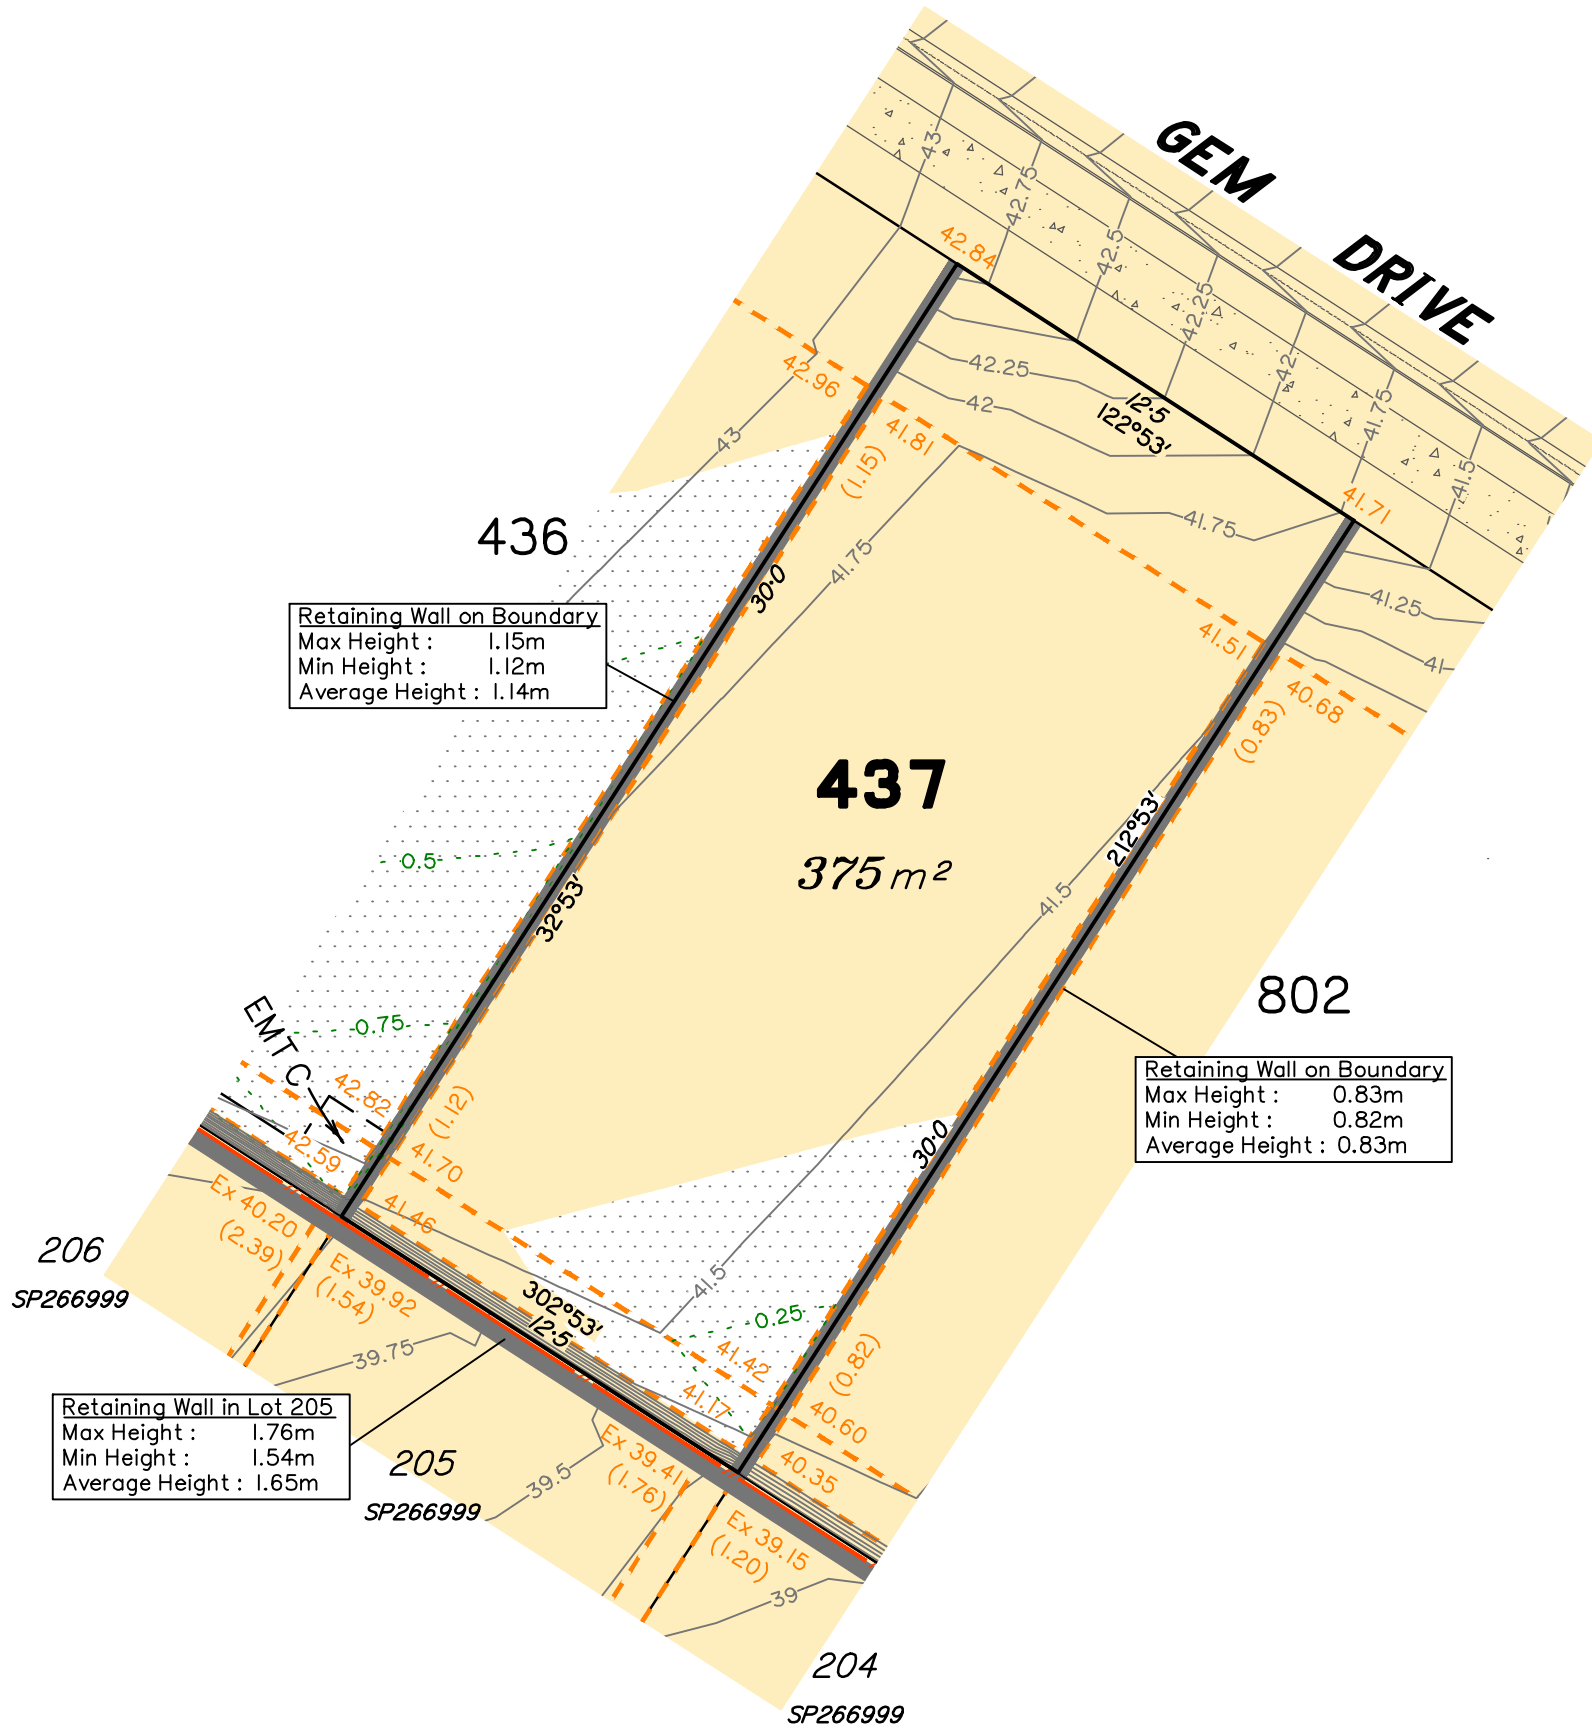 GEM DRIVE
43
42.75
42.5
42.25
42
41.75
41.5
42.84
42.96
42.25
42
12·5
122°53'
41.81
(1.15)
43
41.71
41.75
436
41.75
30·0
41.25
41.51
41
40.68
(0.83)
Retaining Wall on Boundary
Max Height : 1.15m
Min Height : 1.12m
Average Height : 1.14m
437
375 m²
212°53'
0.5
32°53'
41.5
802
0.75
EMT C
42.82
(1.12)
42.59
41.70
30·0
Retaining Wall on Boundary
Max Height : 0.83m
Min Height : 0.82m
Average Height : 0.83m
Ex 40.20
(2.39)
41.46
206
SP266999
Ex 39.92
(1.54)
302°53'
12·5
41.5
0.25
41.42
(0.82)
39.75
41.17
40.60
Retaining Wall in Lot 205
Max Height : 1.76m
Min Height : 1.54m
Average Height : 1.65m
205
SP266999
39.5
Ex 39.41
(1.76)
40.35
Ex 39.15
(1.20)
39
204
SP266999